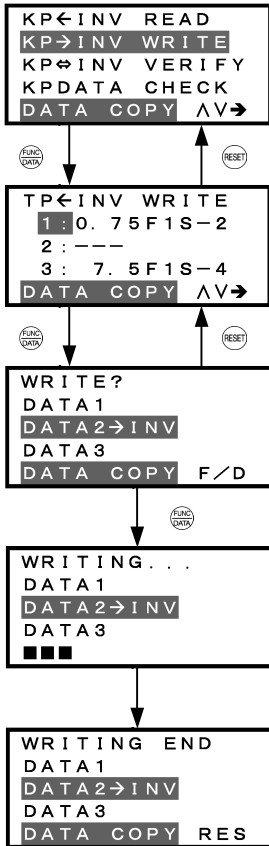 KP←INV READ
KP→INV WRITE
KP⇔INV VERIFY
KPDATA CHECK
DATA COPY ∧∨→
FUNC
DATA
RESET
TP←INV WRITE
1:0.75F1S−2
2:−−−
3: 7.5F1S−4
DATA COPY ∧∨→
FUNC
DATA
RESET
WRITE?
DATA1
DATA2→INV
DATA3
DATA COPY F/D
FUNC
DATA
WRITING...
DATA1
DATA2→INV
DATA3
■■■
WRITING END
DATA1
DATA2→INV
DATA3
DATA COPY RES